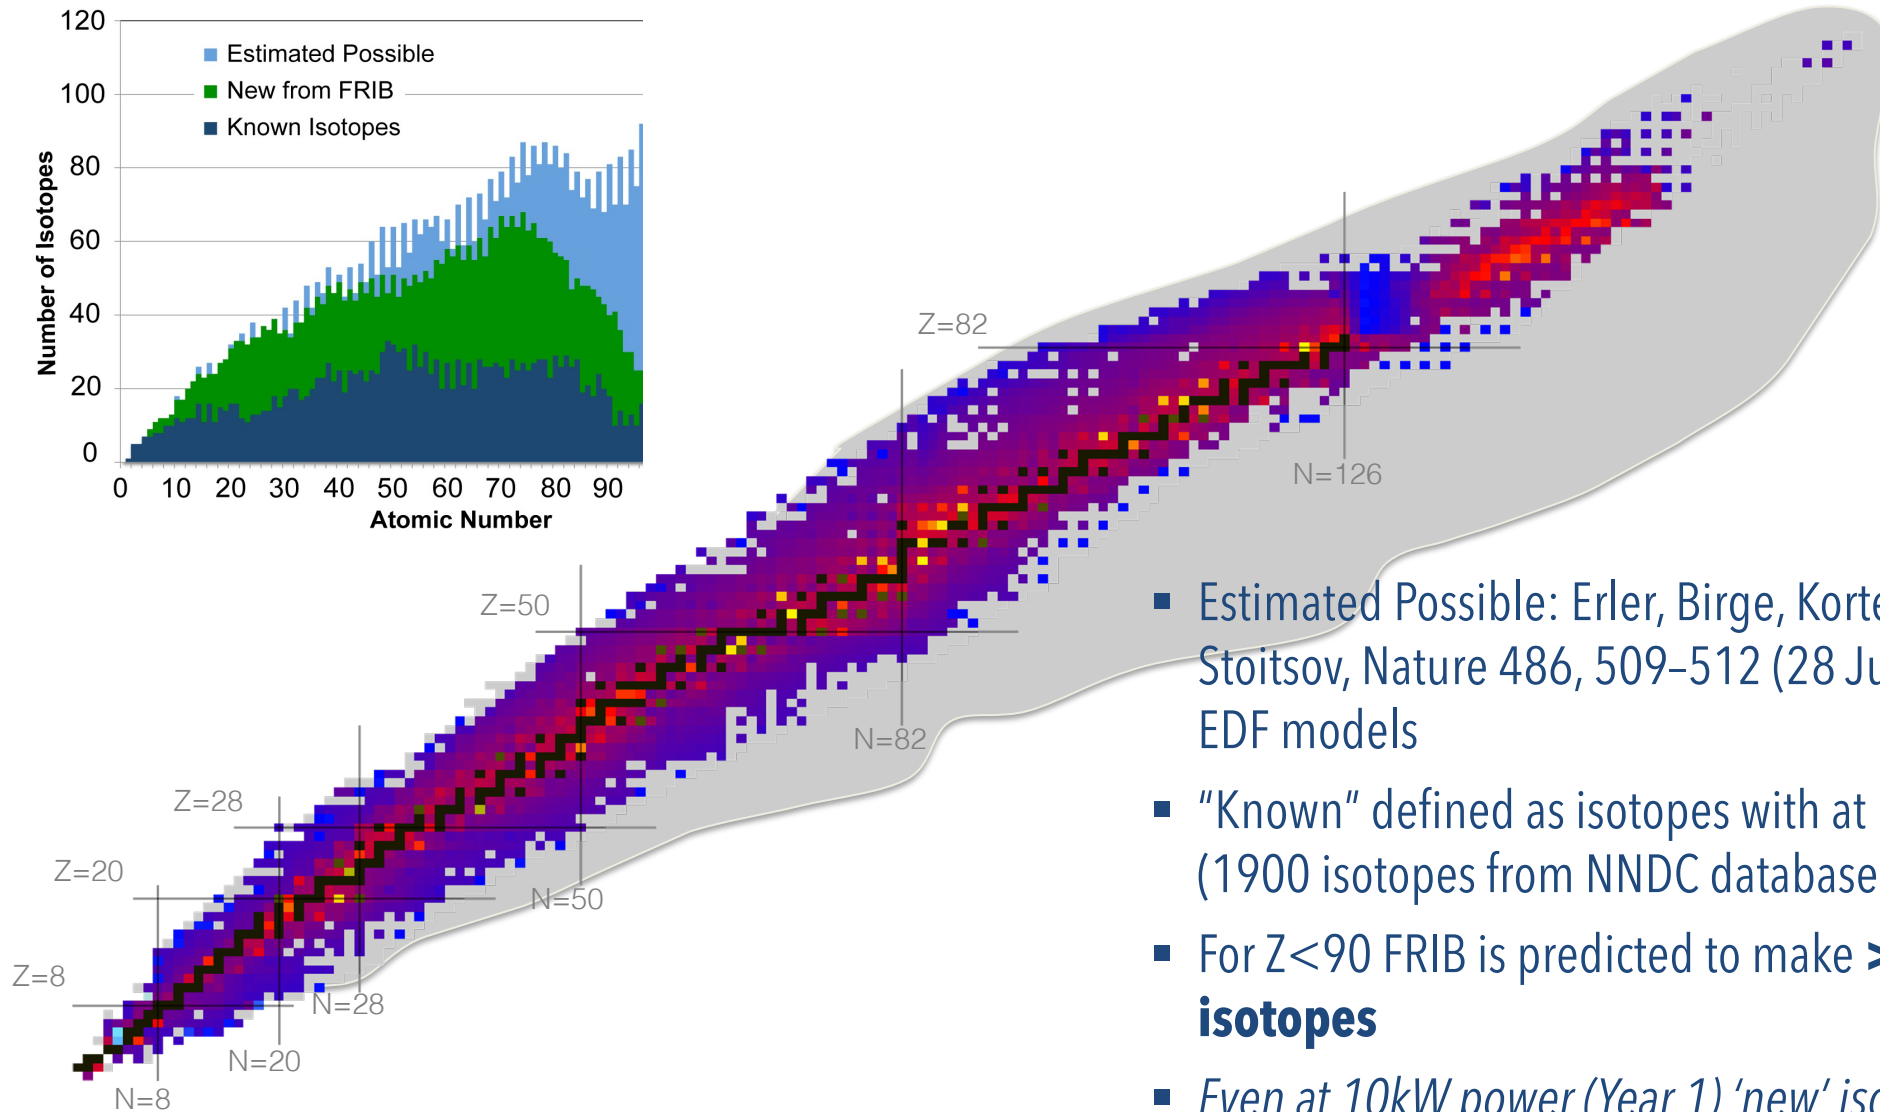 120
100
80
60
40
20
0
Number of Isotopes
Estimated Possible
New from FRIB
Known Isotopes
0 10 20 30 40 50 60 70 80 90
Atomic Number
Z=82
N=126
Z=50
N=82
Z=28
N=50
Z=20
N=28
Z=8
N=20
N=8
▪ Estimated Possible: Erler, Birge, Korte
Stoitsov, Nature 486, 509–512 (28 Ju
EDF models
▪ "Known" defined as isotopes with at
(1900 isotopes from NNDC database
▪ For Z<90 FRIB is predicted to make >
isotopes
▪ Even at 10kW power (Year 1) 'new' iso